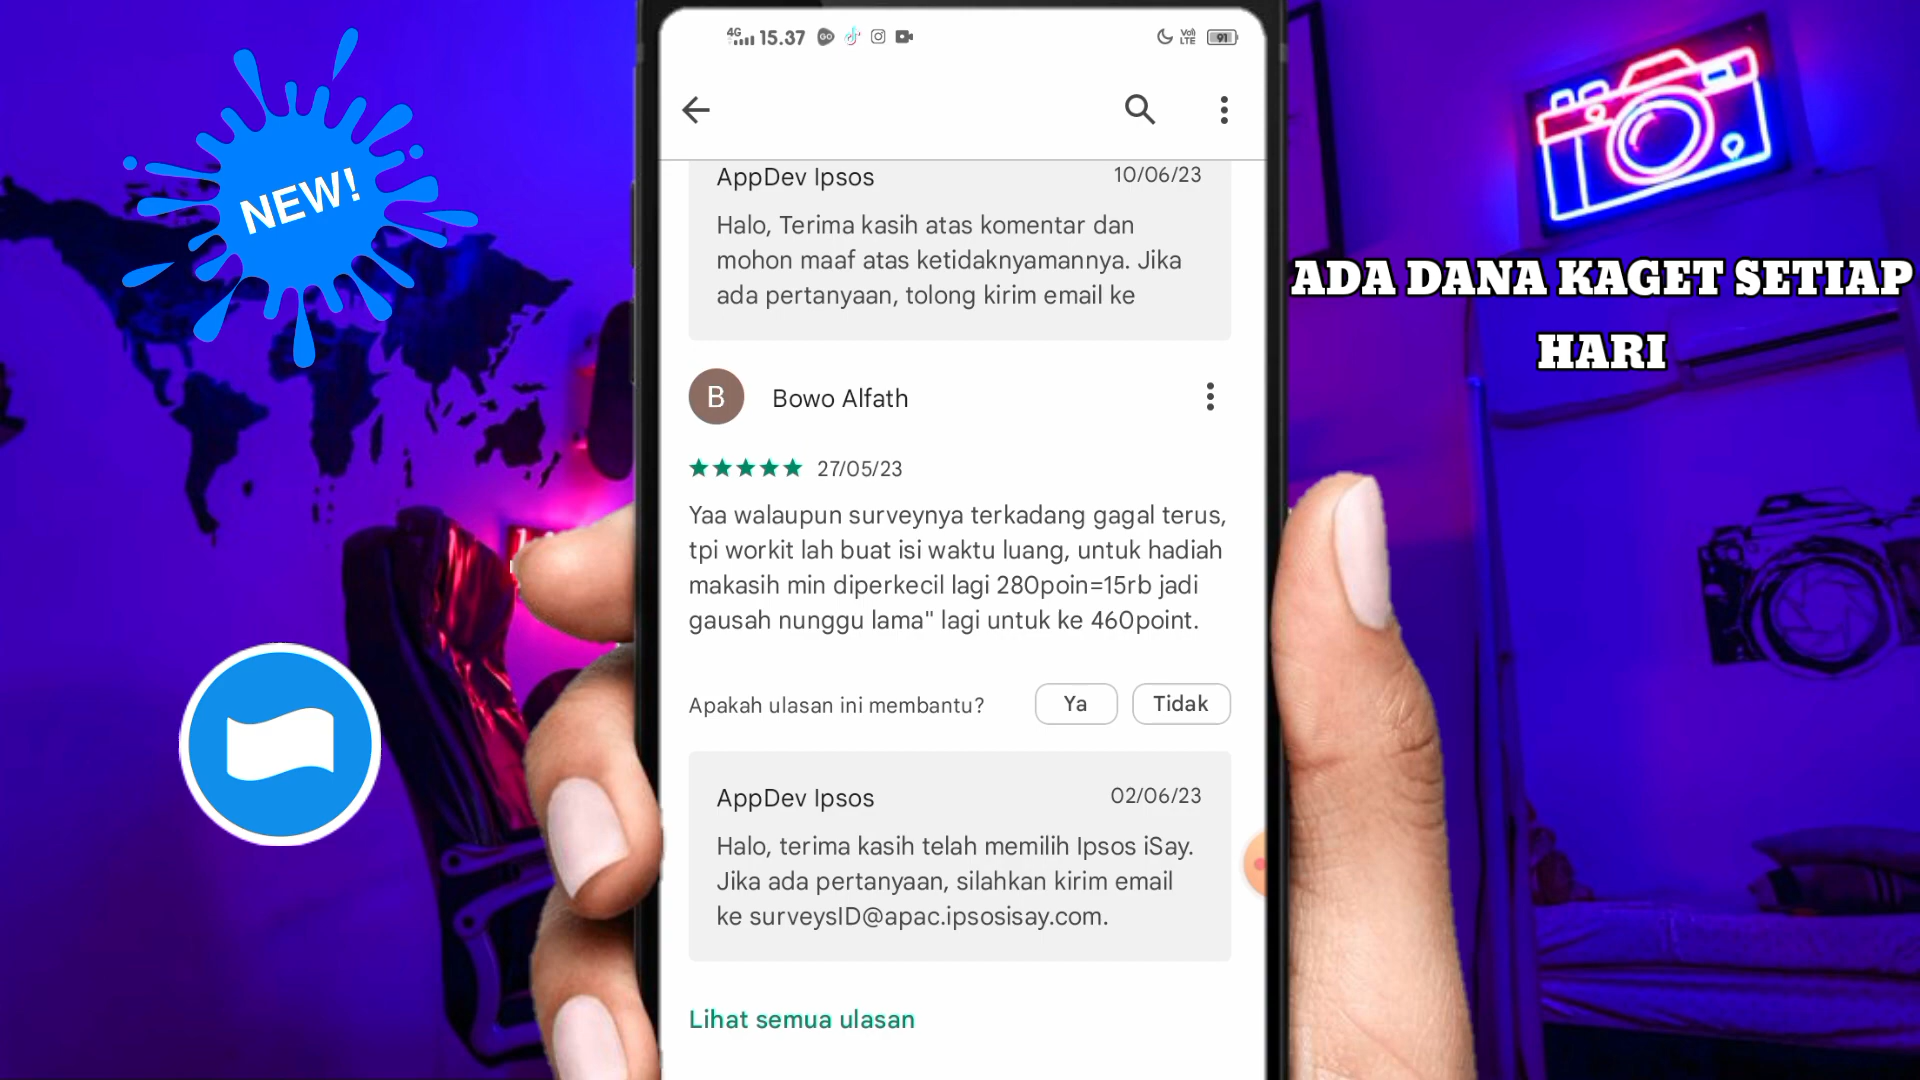 4G 15.37
VoD LTE 91
AppDev Ipsos 10/06/23
Halo, Terima kasih atas komentar dan
mohon maaf atas ketidaknyamannya. Jika
ada pertanyaan, tolong kirim email ke
B Bowo Alfath
27/05/23
Yaa walaupun surveynya terkadang gagal terus,
tpi workit lah buat isi waktu luang, untuk hadiah
makasih min diperkecil lagi 280poin=15rb jadi
gausah nunggu lama" lagi untuk ke 460point.
Apakah ulasan ini membantu? Ya Tidak
AppDev Ipsos 02/06/23
Halo, terima kasih telah memilih Ipsos iSay.
Jika ada pertanyaan, silahkan kirim email
ke surveysID@apac.ipsosisay.com.
Lihat semua ulasan
NEW!
ADA DANA KAGET SETIAP
HARI